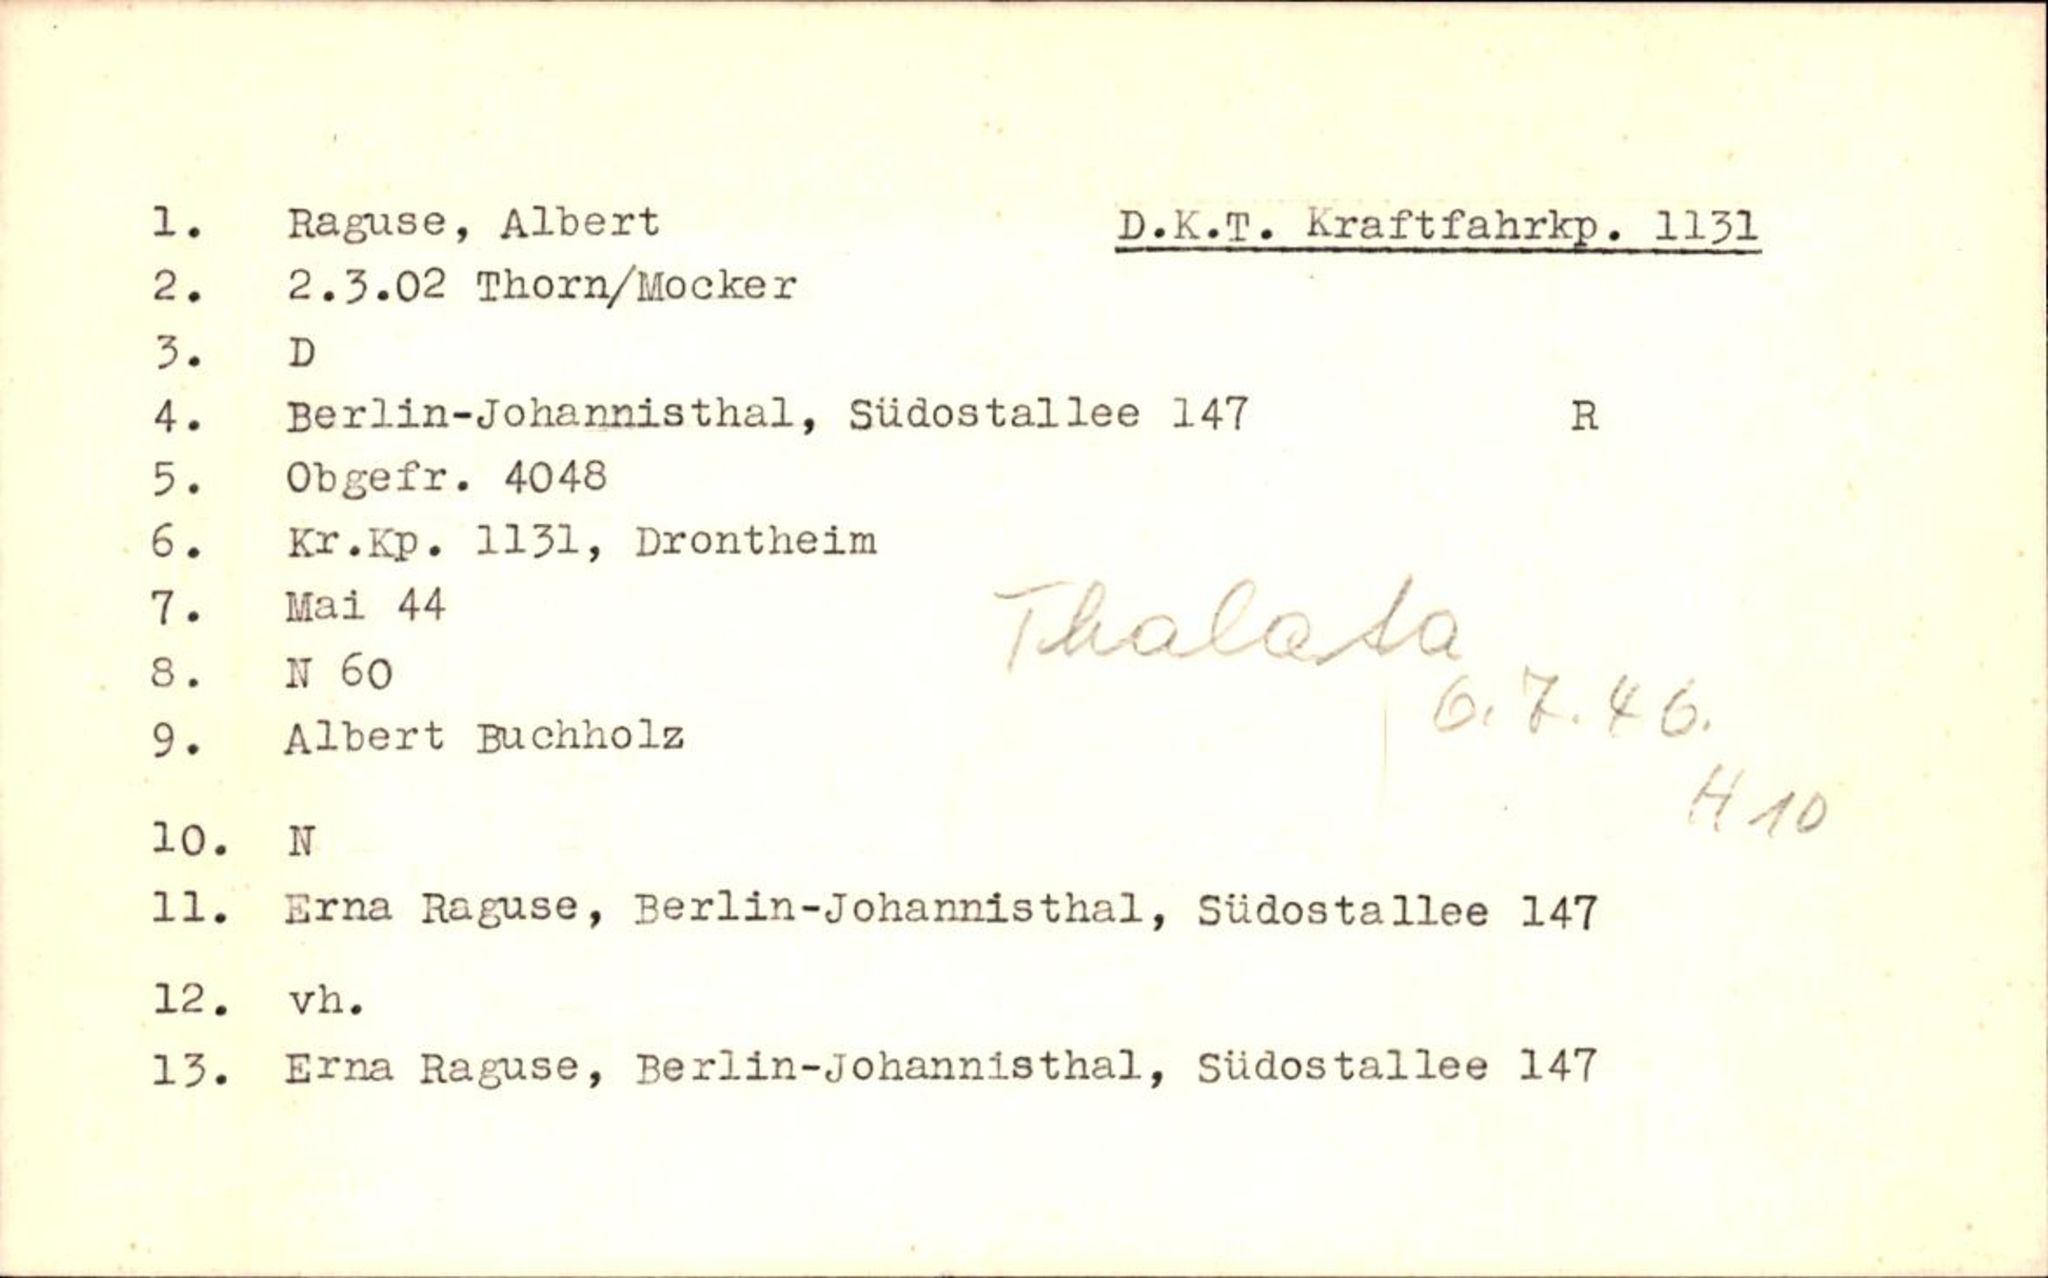 1. Raguse, Albert D.K.T. Kraftfahrkp. 1131
2. 2.3.02 Thorn/Mocker
3. D
4. Berlin-Johannisthal, Südostallee 147 R
5. Obgefr. 4048
6. Kr.Kp. 1131, Drontheim
7. Mai 44
Thalata
8. N 60
6.7.46.
9. Albert Buchholz
H 10
10. N
11. Erna Raguse, Berlin-Johannisthal, Südostallee 147
12. vh.
13. Erna Raguse, Berlin-Johannisthal, Südostallee 147